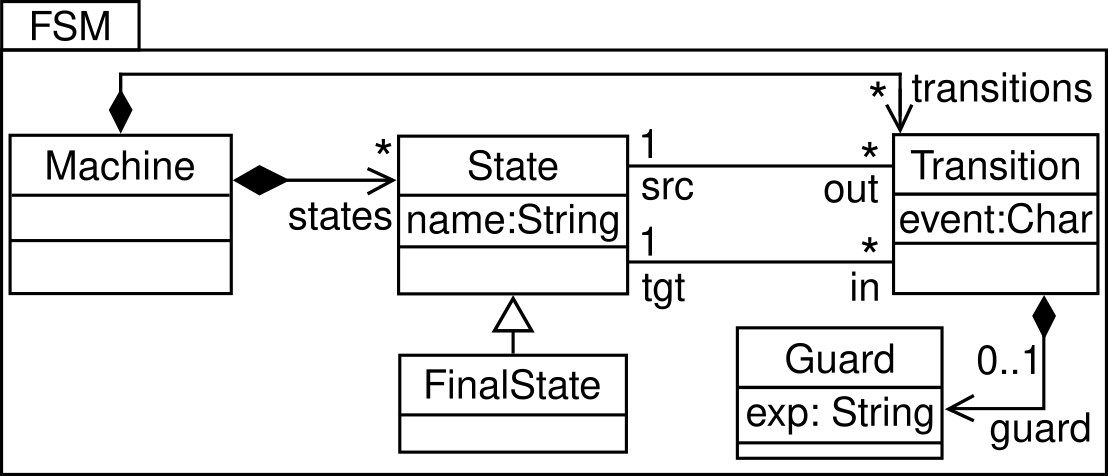 FSM
* transitions
Machine
* states
State
name:String
1 src
* out
1 tgt
* in
Transition
event:Char
FinalState
Guard
exp: String
0..1
guard